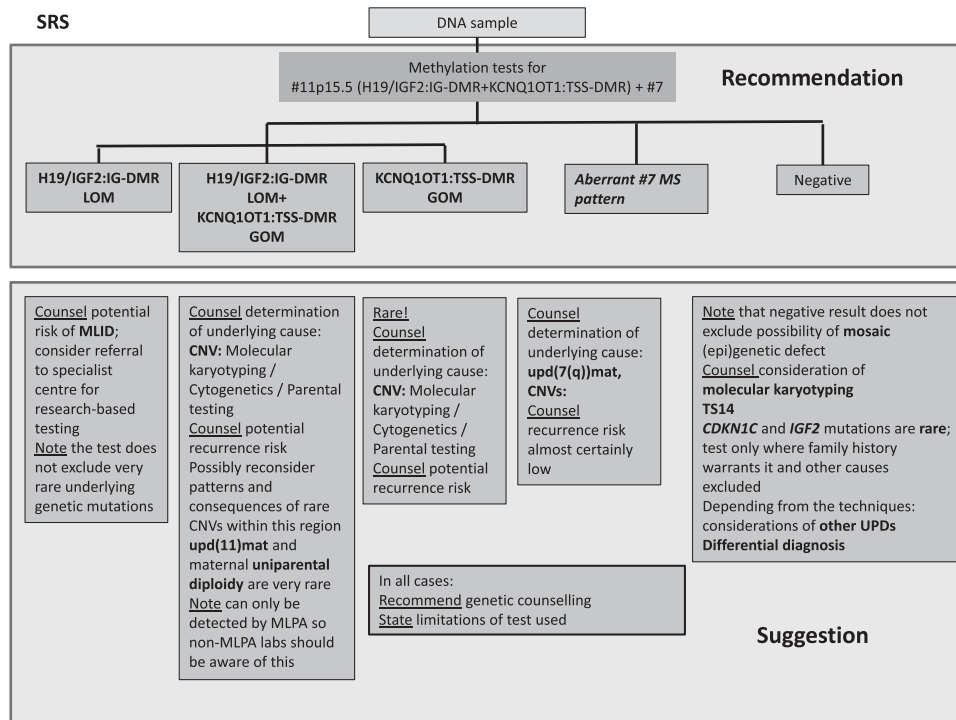 SRS
DNA sample
Methylation tests for
#11p15.5 (H19/IGF2:IG-DMR+KCNQ1OT1:TSS-DMR) + #7
Recommendation
H19/IGF2:IG-DMR
LOM
H19/IGF2:IG-DMR
LOM+
KCNQ1OT1:TSS-DMR
GOM
KCNQ1OT1:TSS-DMR
GOM
Aberrant #7 MS
pattern
Negative
Counsel potential
risk of MLID;
consider referral
to specialist
centre for
research-based
testing
Note the test does
not exclude very
rare underlying
genetic mutations
Counsel determination
of underlying cause:
CNV: Molecular
karyotyping /
Cytogenetics / Parental
testing
Counsel potential
recurrence risk
Possibly reconsider
patterns and
consequences of rare
CNVs within this region
upd(11)mat and
maternal uniparental
diploidy are very rare
Note can only be
detected by MLPA so
non-MLPA labs should
be aware of this
Rare!
Counsel
determination of
underlying cause:
CNV: Molecular
karyotyping /
Cytogenetics /
Parental testing
Counsel potential
recurrence risk
Counsel
determination of
underlying cause:
upd(7(q))mat,
CNVs:
Counsel
recurrence risk
almost certainly
low
Note that negative result does not
exclude possibility of mosaic
(epi)genetic defect
Counsel consideration of
molecular karyotyping
TS14
CDKN1C and IGF2 mutations are rare;
test only where family history
warrants it and other causes
excluded
Depending from the techniques:
considerations of other UPDs
Differential diagnosis
In all cases:
Recommend genetic counselling
State limitations of test used
Suggestion